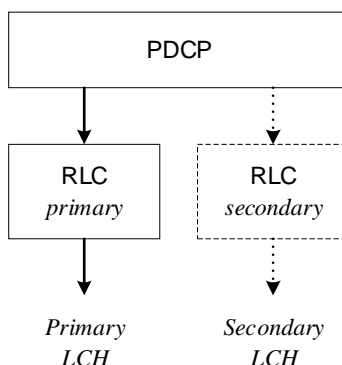 PDCP
RLC
primary
RLC
secondary
Primary
LCH
Secondary
LCH